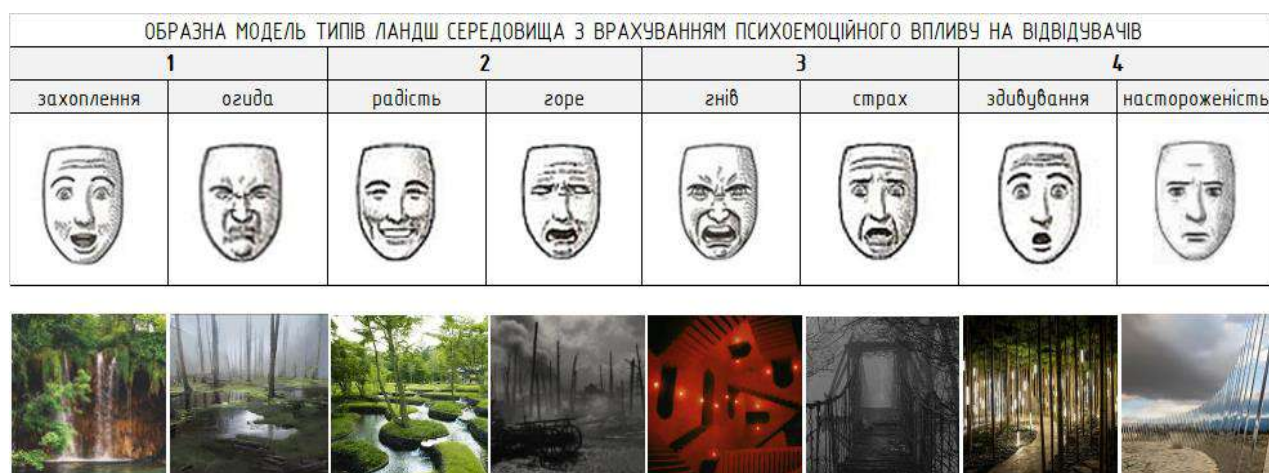 ОБРАЗНА МОДЕЛЬ ТИПІВ ЛАНДШ СЕРЕДОВИЩА З ВРАХУВАННЯМ ПСИХОЕМОЦІЙНОГО ВПЛИВУ НА ВІДВІДУВАЧІВ
1 2 3 4
захоплення огида радість горе гнів страх здивування настороженість